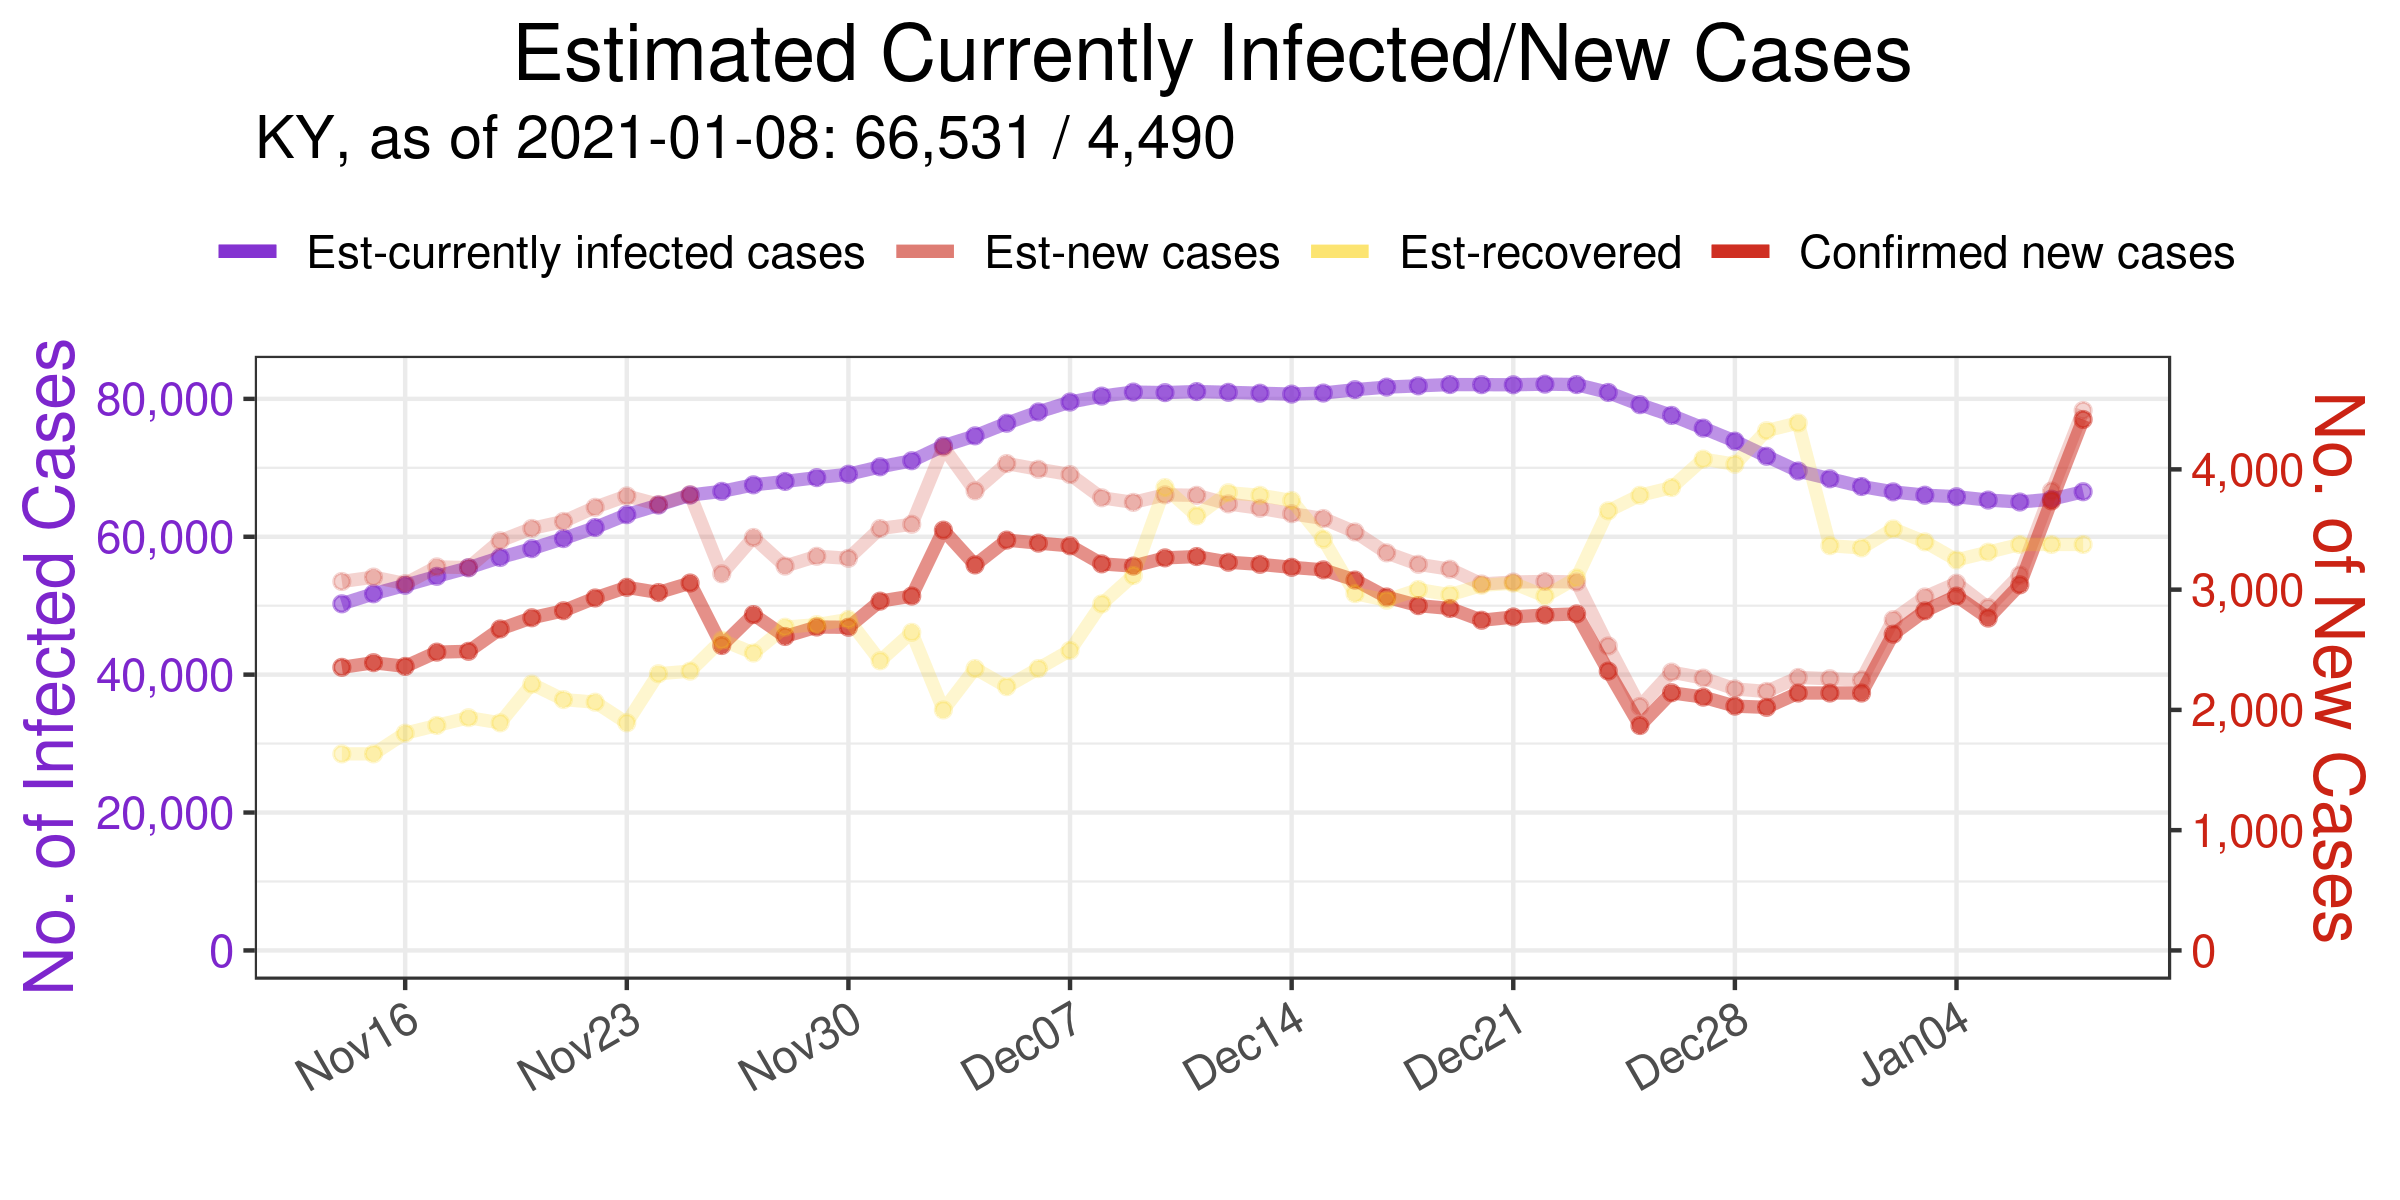 Estimated Currently Infected/New Cases
KY, as of 2021-01-08: 66,531 / 4,490
Est-currently infected cases Est-new cases Est-recovered Confirmed new cases
No. of Infected Cases
80,000
60,000
40,000
20,000
0
4,000
3,000
2,000
1,000
0
No. of New Cases
Nov16 Nov23 Nov30 Dec07 Dec14 Dec21 Dec28 Jan04